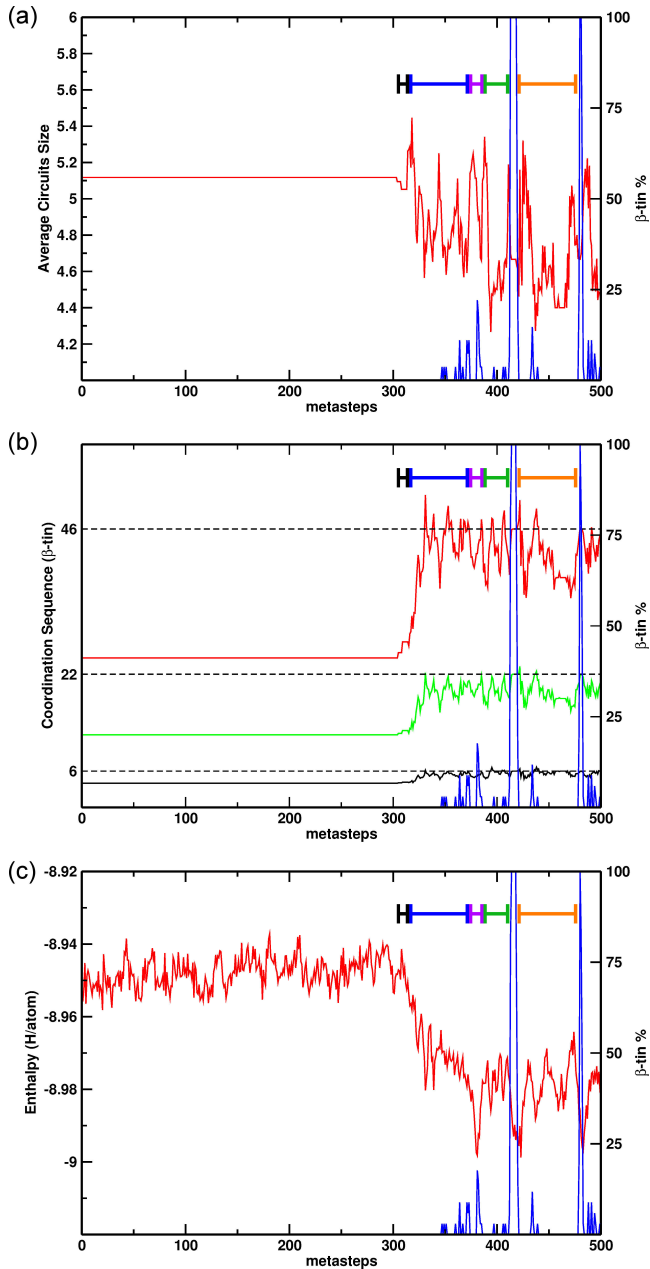 (a)
6
5.8
5.6
5.4
5.2
5
4.8
4.6
4.4
4.2
Average Circuits Size
100
75
50
25
β-tin %
0 100 200 300 400 500
metasteps
(b)
46
22
6
Coordination Sequence (β-tin)
100
75
50
25
β-tin %
0 100 200 300 400 500
metasteps
(c)
-8.92
-8.94
-8.96
-8.98
-9
Enthalpy (H/atom)
100
75
50
25
β-tin %
0 100 200 300 400 500
metasteps